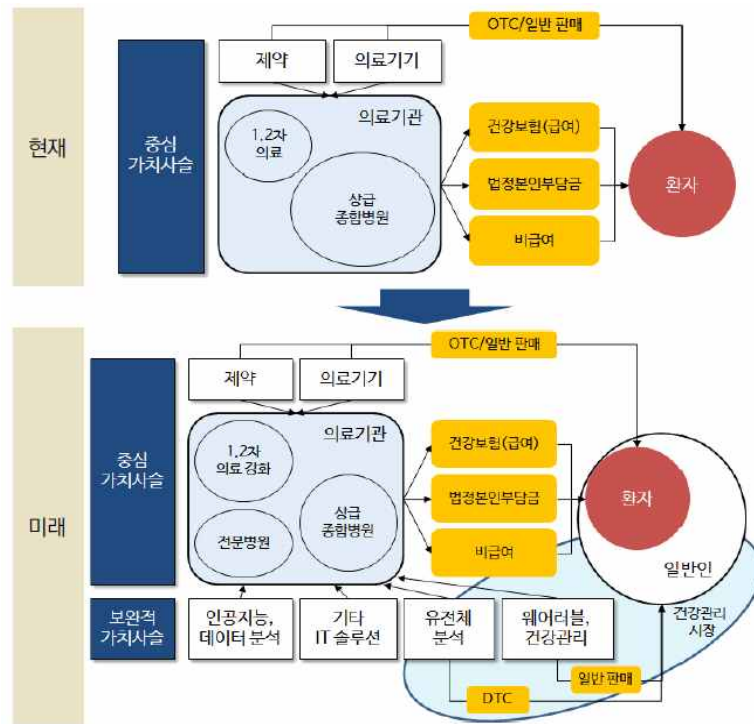 OTC/일반 판매
제약
의료기기
현재
중심
가치사슬
의료기관
1,2차
의료
상급
종합병원
건강보험(급여)
법정본인부담금
비급여
환자
OTC/일반 판매
제약
의료기기
미래
중심
가치사슬
의료기관
1,2차
의료 강화
전문병원
상급
종합병원
건강보험(급여)
법정본인부담금
비급여
환자
일반인
건강관리
시장
보완적
가치사슬
인공지능,
데이터 분석
기타
IT 솔루션
유전체
분석
웨어러블,
건강관리
일반 판매
DTC